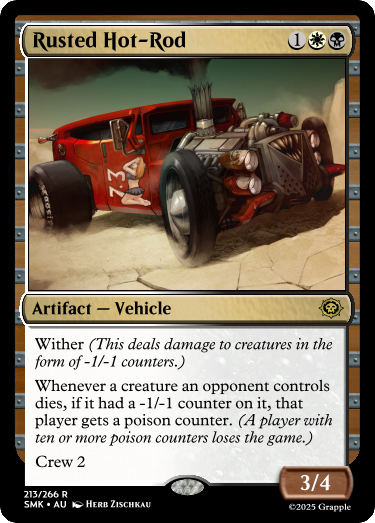 Rusted Hot-Rod
1
7.3
Artifact — Vehicle
Wither (This deals damage to creatures in the
form of -1/-1 counters.)
Whenever a creature an opponent controls
dies, if it had a -1/-1 counter on it, that
player gets a poison counter. (A player with
ten or more poison counters loses the game.)
Crew 2
3/4
213/266 R
SMK • AU Herb Zischkau
©2025 Grapple